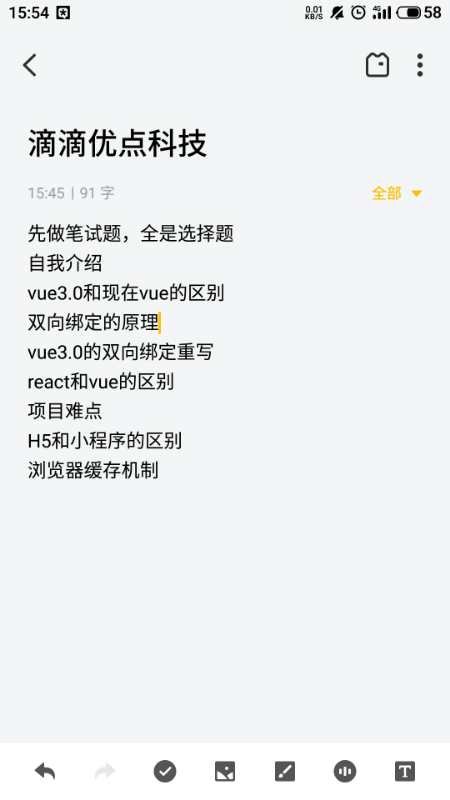 15:54
0.01
KB/S
4G
58
滴滴优点科技
15:45 | 91 字
全部
先做笔试题，全是选择题
自我介绍
vue3.0和现在vue的区别
双向绑定的原理
vue3.0的双向绑定重写
react和vue的区别
项目难点
H5和小程序的区别
浏览器缓存机制
T